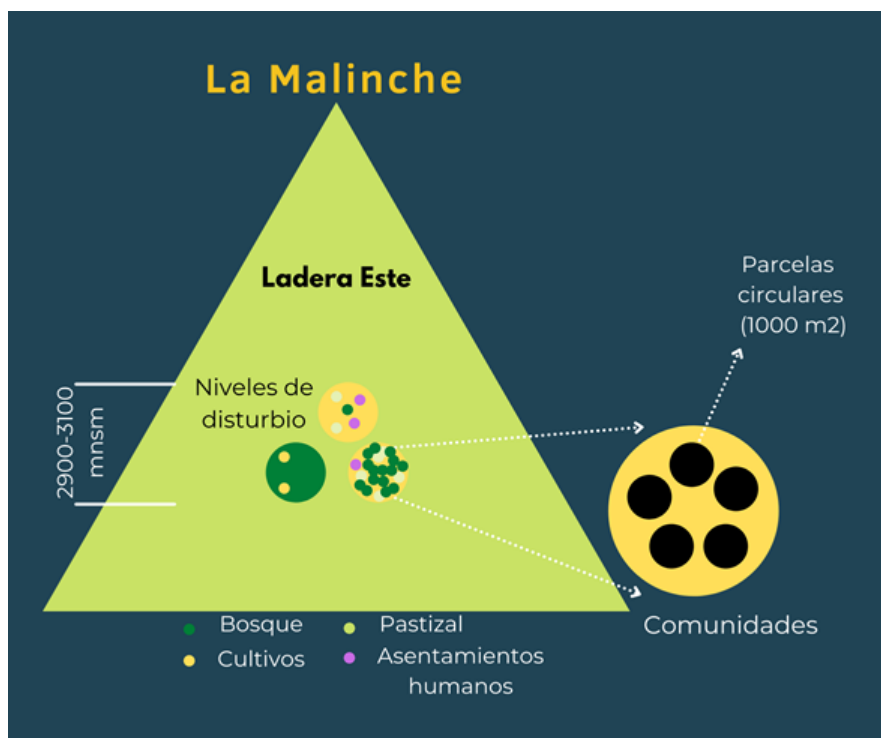 La Malinche
Ladera Este
Niveles de
disturbio
2900-3100
mnsm
Parcelas
circulares
(1000 m2)
Comunidades
Bosque
Pastizal
Cultivos
Asentamientos
humanos